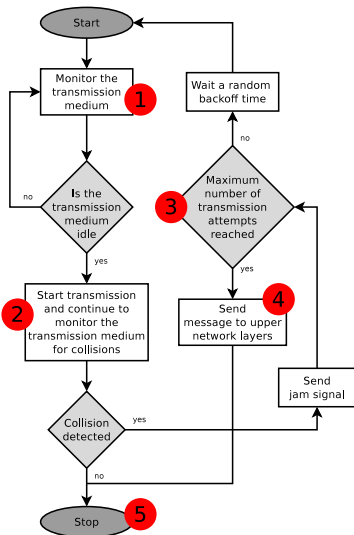 Start
Monitor the
transmission
medium
1
no
Is the
transmission
medium
idle
yes
2
Start transmission
and continue to
monitor the
transmission medium
for collisions
Collision
detected
yes
no
Stop
5
Wait a random
backoff time
no
3
Maximum
number of
transmission
attempts
reached
yes
4
Send
message to upper
network layers
Send
jam signal